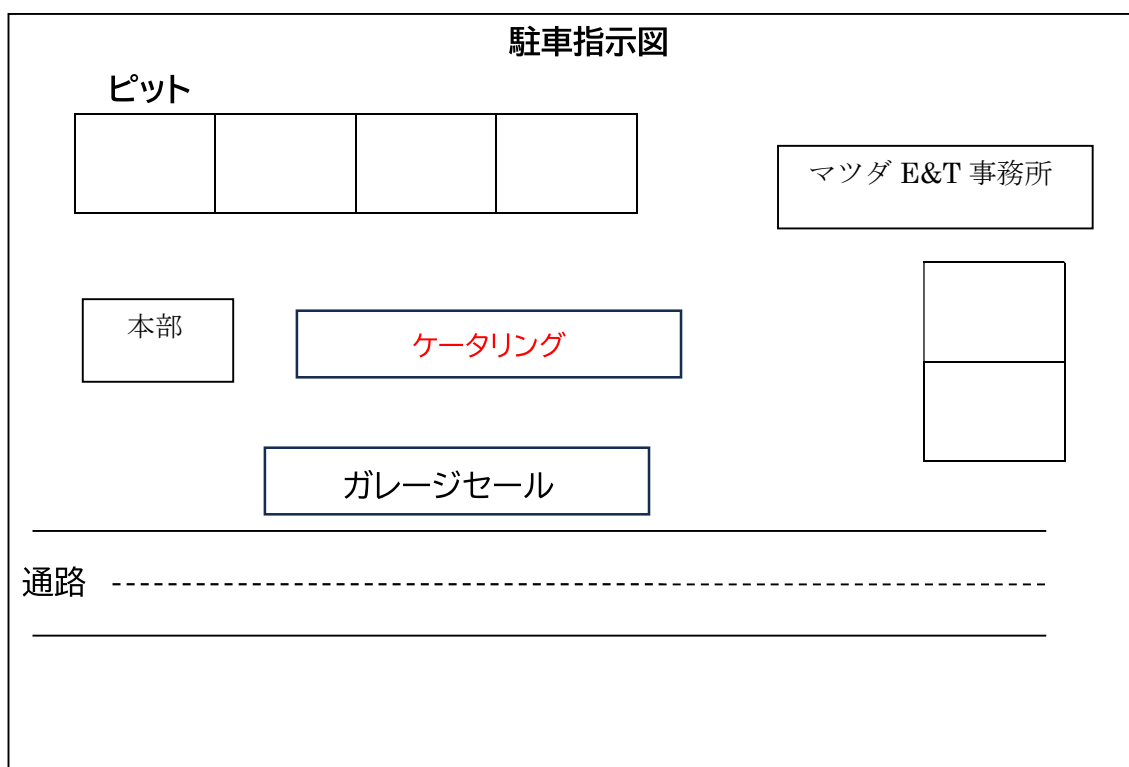 駐車指示図
ピット
マツダ E&T 事務所
本部
ケータリング
ガレージセール
通路